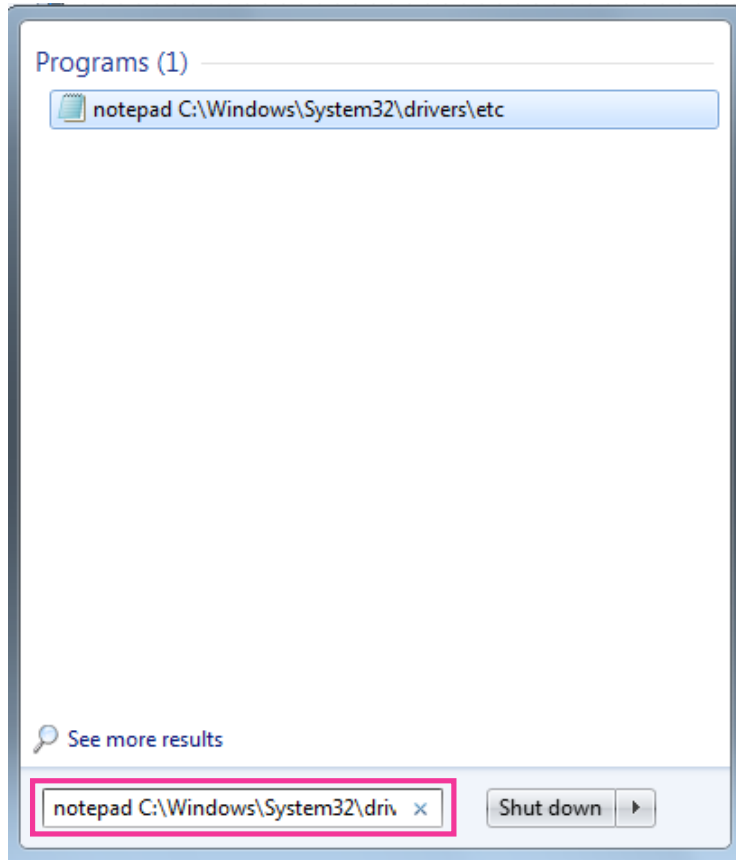 Programs (1)
notepad C:\Windows\System32\drivers\etc
See more results
notepad C:\Windows\System32\driv
Shut down